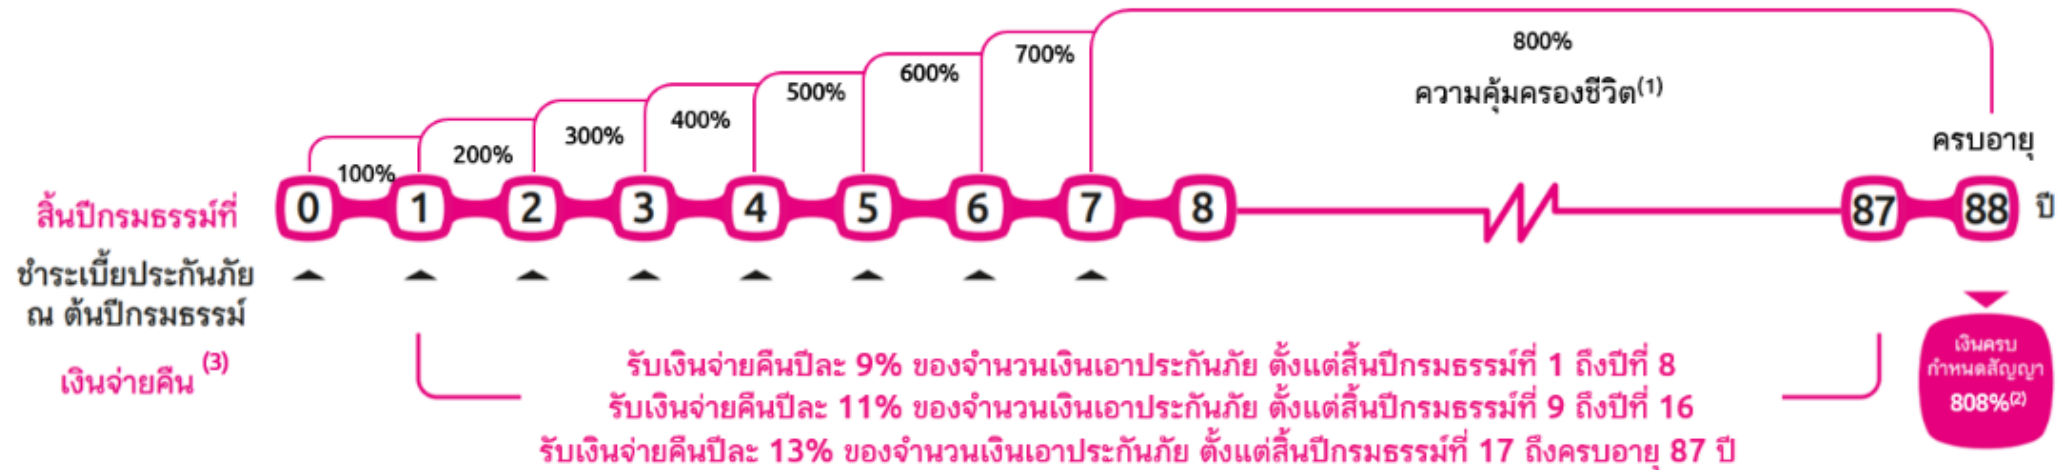 800%
700%
600%
500%
400%
300%
200%
100%
ความคุ้มครองชีวิต(1)
ครบอายุ
สิ้นปีกรมธรรม์ที่ 0 1 2 3 4 5 6 7 8 87 88 ปี
ชำระเบี้ยประกันภัย
ณ ต้นปีกรมธรรม์
เงินจ่ายคืน (3)
รับเงินจ่ายคืนปีละ 9% ของจำนวนเงินเอาประกันภัย ตั้งแต่สิ้นปีกรมธรรม์ที่ 1 ถึงปีที่ 8
รับเงินจ่ายคืนปีละ 11% ของจำนวนเงินเอาประกันภัย ตั้งแต่สิ้นปีกรมธรรม์ที่ 9 ถึงปีที่ 16
รับเงินจ่ายคืนปีละ 13% ของจำนวนเงินเอาประกันภัย ตั้งแต่สิ้นปีกรมธรรม์ที่ 17 ถึงครบอายุ 87 ปี
เงินครบ
กำหนดสัญญา
808%(2)